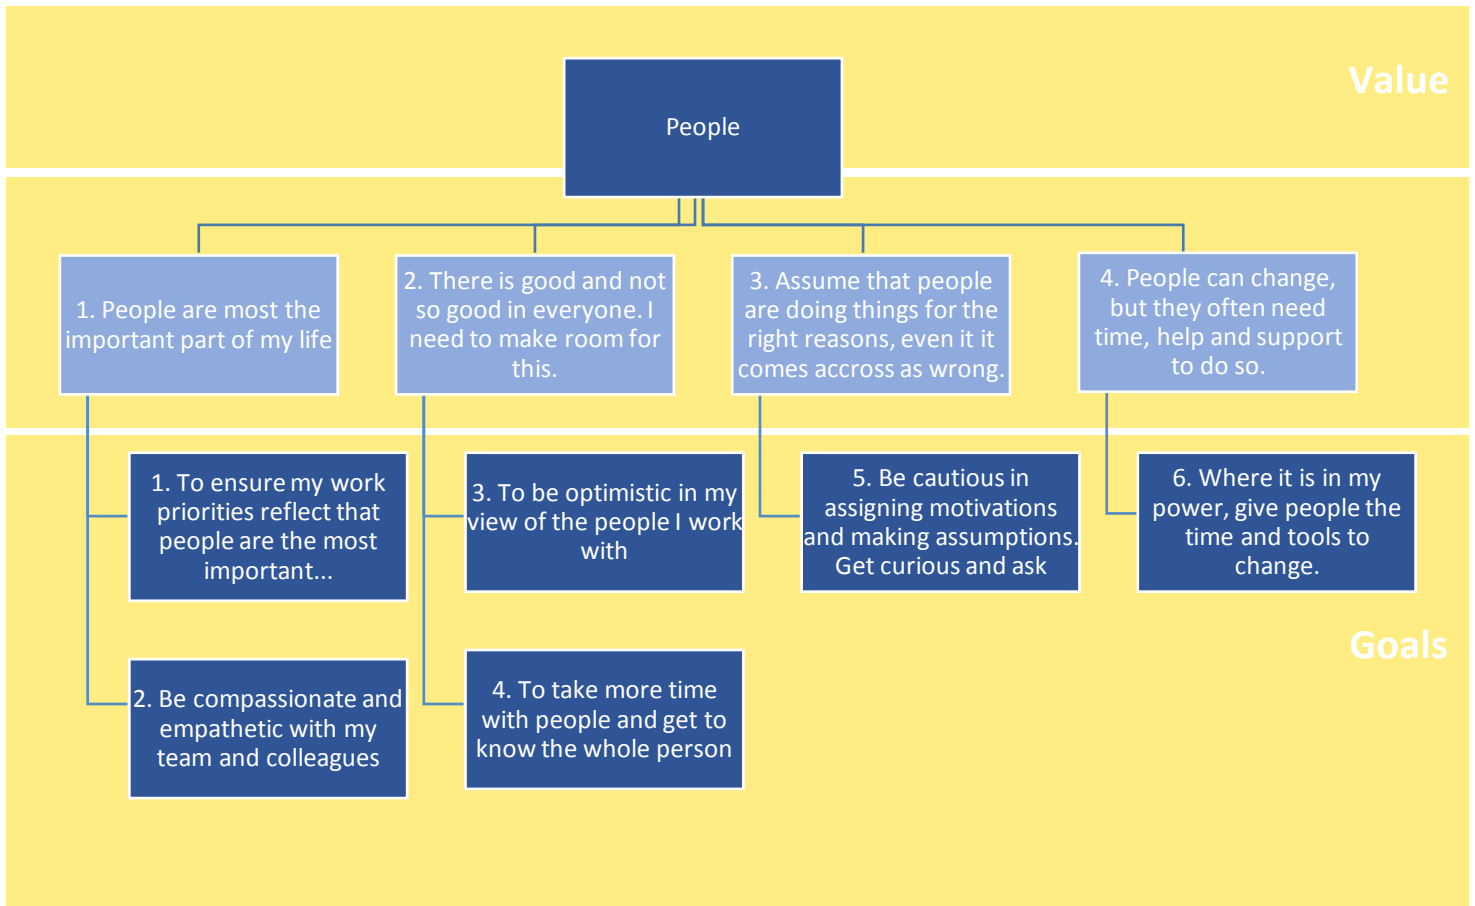 Value
People
1. People are most the
important part of my life
2. There is good and not
so good in everyone. I
need to make room for
this.
3. Assume that people
are doing things for the
right reasons, even it it
comes accross as wrong.
4. People can change,
but they often need
time, help and support
to do so.
1. To ensure my work
priorities reflect that
people are the most
important...
3. To be optimistic in my
view of the people I work
with
5. Be cautious in
assigning motivations
and making assumptions.
Get curious and ask
6. Where it is in my
power, give people the
time and tools to
change.
Goals
2. Be compassionate and
empathetic with my
team and colleagues
4. To take more time
with people and get to
know the whole person